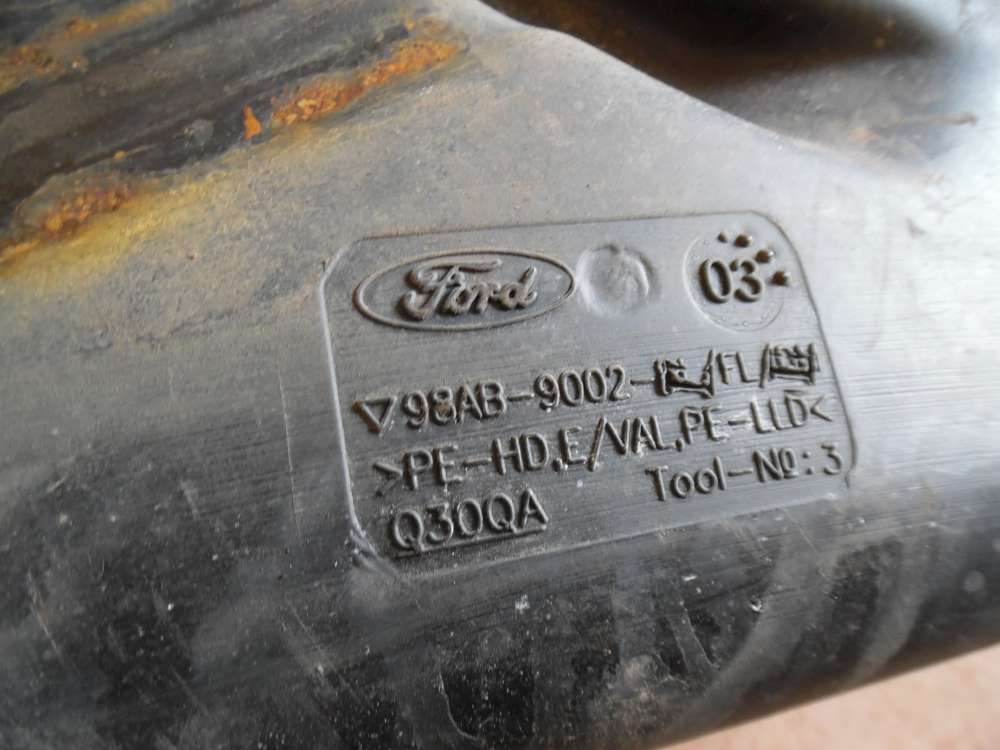 Ford
03
98AB-9002- /FL/
>PE-HD,E/VAL,PE-LLD<
Q30QA Tool-Nº:3